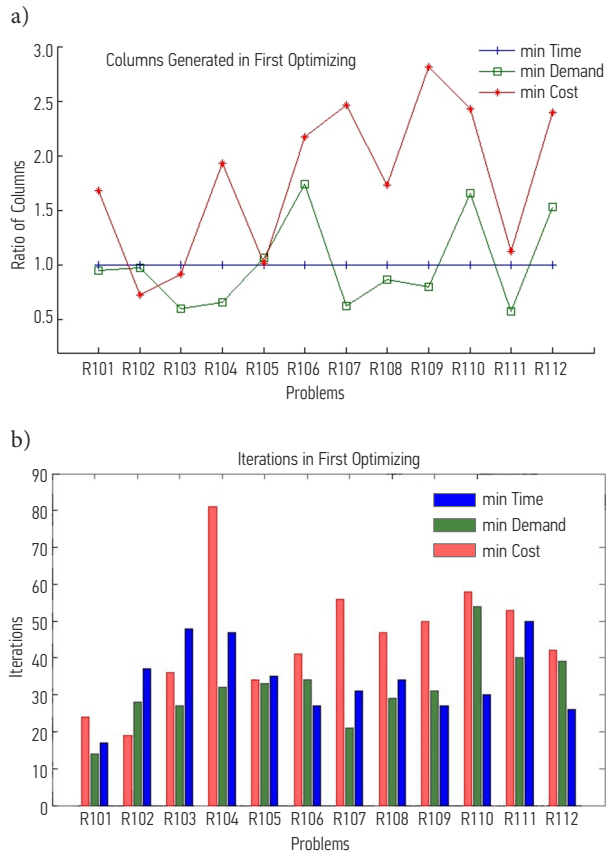 a)
Columns Generated in First Optimizing
min Time
min Demand
min Cost
Ratio of Columns
3.0
2.5
2.0
1.5
1.0
0.5
R101 R102 R103 R104 R105 R106 R107 R108 R109 R110 R111 R112
Problems
b)
Iterions in First Optimizing
min Time
min Demand
min Cost
Iterations
90
80
70
60
50
40
30
20
10
0
R101 R102 R103 R104 R105 R106 R107 R108 R109 R110 R111 R112
Problems